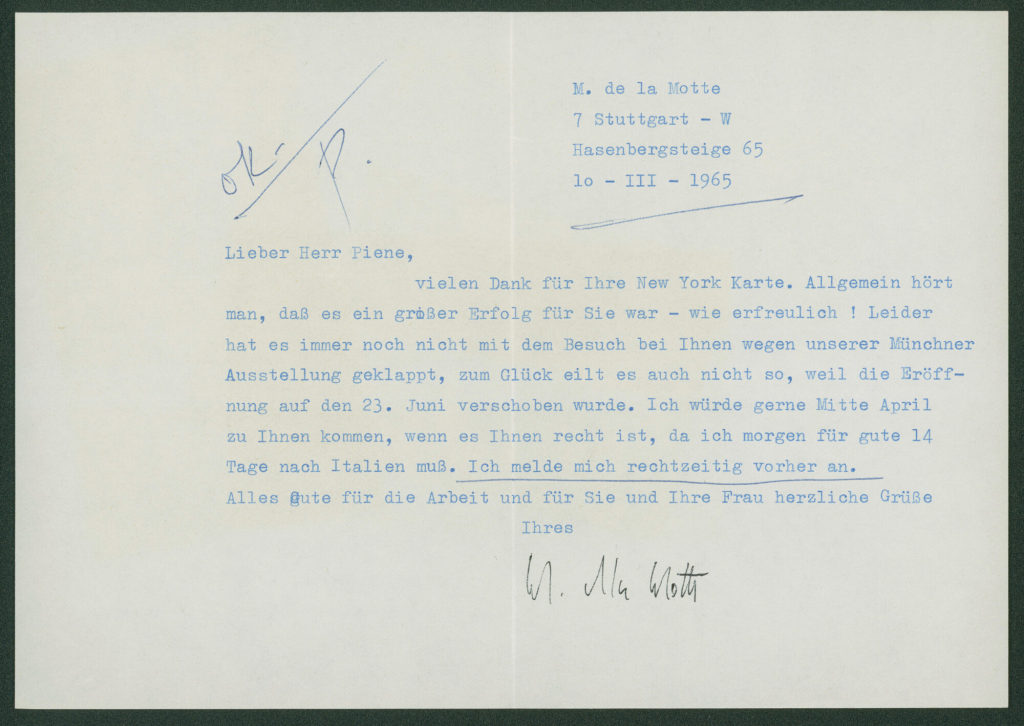 M. de la Motte
7 Stuttgart - W
Hasenbergsteige 65
lo - III - 1965
ok-
P.
Lieber Herr Piene,
vielen Dank für Ihre New York Karte. Allgemein hört
man, daß es ein großer Erfolg für Sie war - wie erfreulich ! Leider
hat es immer noch nicht mit dem Besuch bei Ihnen wegen unserer Münchner
Ausstellung geklappt, zum Glück eilt es auch nicht so, weil die Eröff-
nung auf den 23. Juni verschoben wurde. Ich würde gerne Mitte April
zu Ihnen kommen, wenn es Ihnen recht ist, da ich morgen für gute 14
Tage nach Italien muß. Ich melde mich rechtzeitig vorher an.
Alles gute für die Arbeit und für Sie und Ihre Frau herzliche Grüße
Ihres
M. dla Motte